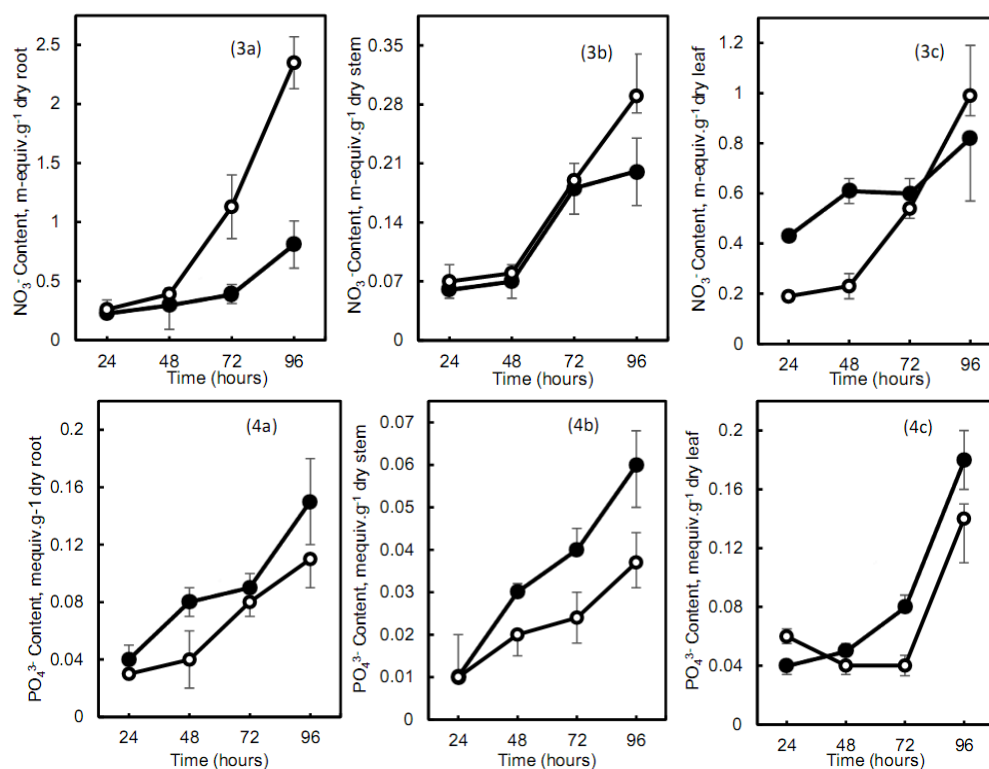 (3a)
NO₃⁻ Content, m-equiv.g⁻¹ dry root
2.5
2
1.5
1
0.5
0
24 48 72 96
Time (hours)
(3b)
NO₃⁻ Content, m-equiv.g⁻¹ dry stem
0.35
0.28
0.21
0.14
0.07
0
24 48 72 96
Time (hours)
(3c)
NO₃⁻ Content, m-equiv.g⁻¹ dry leaf
1.2
1
0.8
0.6
0.4
0.2
0
24 48 72 96
Time (hours)
(4a)
PO₄³⁻ Content, mequiv.g-1 dry root
0.2
0.16
0.12
0.08
0.04
0
24 48 72 96
Time (hours)
(4b)
PO₄³⁻ Content, mequiv.g⁻¹ dry stem
0.07
0.06
0.05
0.04
0.03
0.02
0.01
0.00
24 48 72 96
Time (hours)
(4c)
PO₄³⁻ Content, mequiv.g⁻¹ dry leaf
0.2
0.16
0.12
0.08
0.04
0
24 48 72 96
Time (hours)